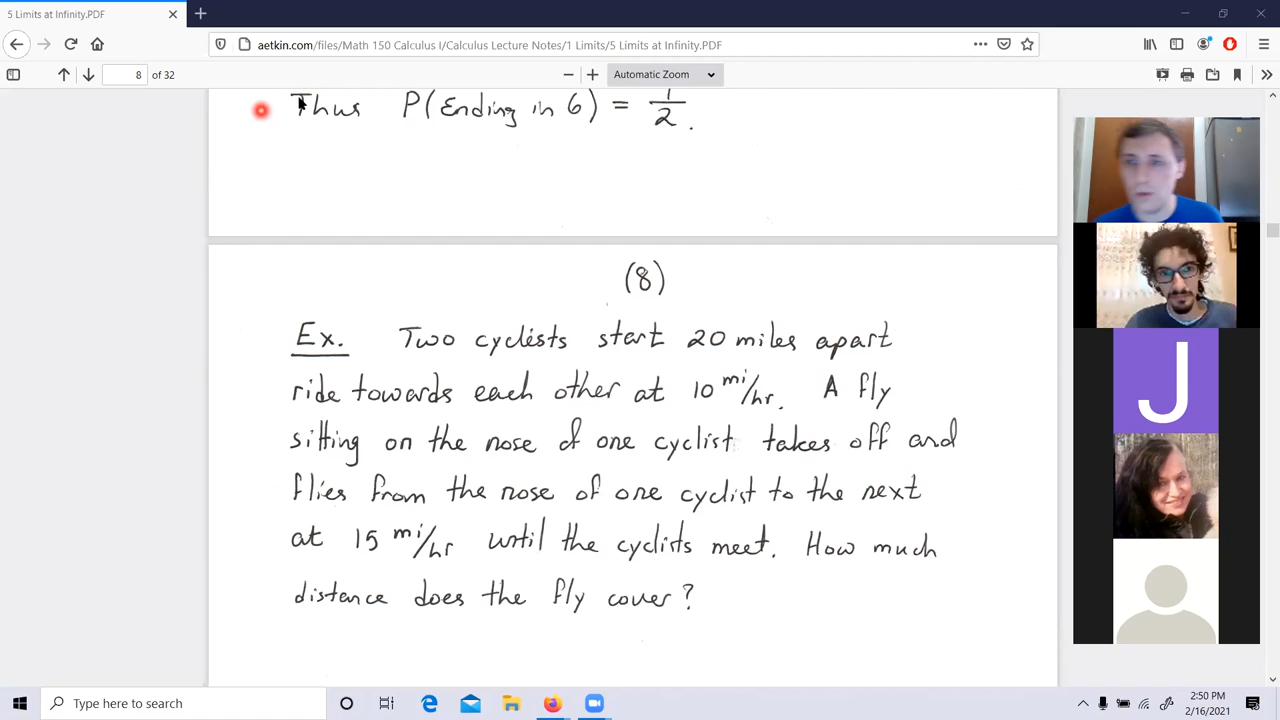 5 Limits at Infinity.PDF
aetkin.com/files/Math 150 Calculus I/Calculus Lecture Notes/1 Limits/5 Limits at Infinity.PDF
8 of 32
Automatic Zoom
Thus P(Ending in 6) = 1/2.
(8)
Ex. Two cyclists start 20 miles apart
ride towards each other at 10 mi/hr. A fly
sitting on the nose of one cyclist takes off and
flies from the nose of one cyclist to the next
at 15 mi/hr until the cyclists meet. How much
distance does the fly cover?
J
Type here to search
2:50 PM
2/16/2021